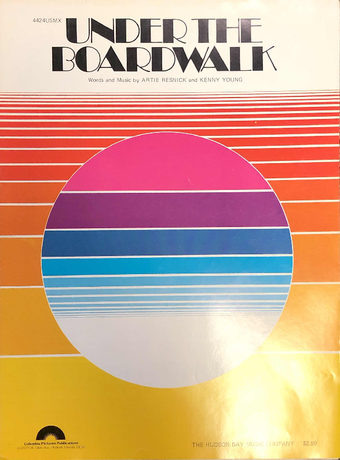 4424USMX
UNDER THE
BOARDWALK
Words and Music by ARTIE RESNICK and KENNY YOUNG
Columbia Pictures Publications
THE HUDSON BAY MUSIC COMPANY